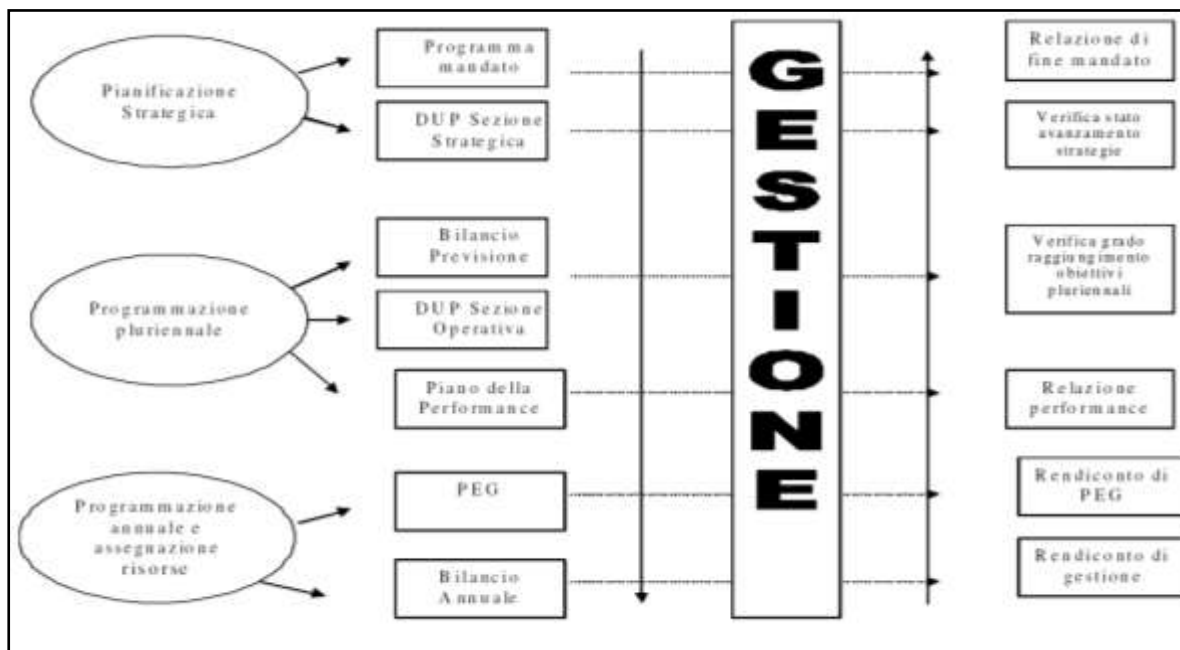 Pianificazione
Strategica
Programma
mandato
DUP Sezione
Strategica
Programmazione
pluriennale
Bilancio
Previsione
DUP Sezione
Operativa
Piano della
Performance
Programmazione
annuale e
assegnazione
risorse
PEG
Bilancio
Annuale
GESTIONE
Relazione di
fine mandato
Verifica stato
avanzamento
strategie
Verifica grado
raggiungimento
obiettivi
pluriennali
Relazione
performance
Rendiconto di
PEG
Rendiconto di
gestione